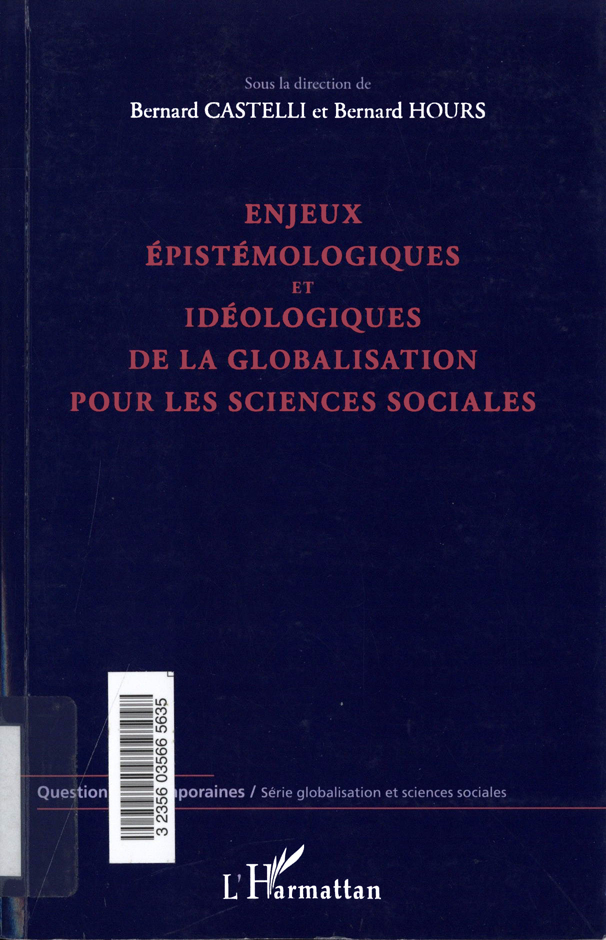 Sous la direction de
Bernard CASTELLI et Bernard HOURS
ENJEUX
ÉPISTÉMOLOGIQUES
ET
IDÉOLOGIQUES
DE LA GLOBALISATION
POUR LES SCIENCES SOCIALES
3 2356 03566 5635
Question poraines / Série globalisation et sciences sociales
L'Harmattan